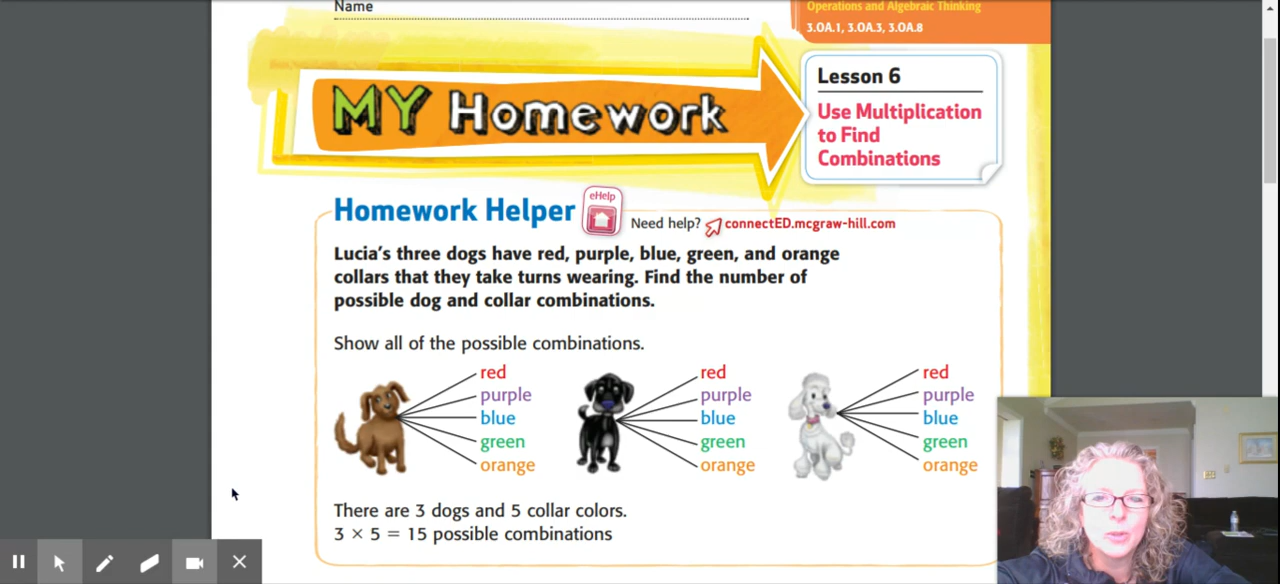 Name
Operations and Algebraic Thinking
3.OA.1, 3.OA.3, 3.OA.8
MY Homework
Lesson 6
Use Multiplication
to Find
Combinations
Homework Helper
eHelp
Need help? connectED.mcgraw-hill.com
Lucia's three dogs have red, purple, blue, green, and orange
collars that they take turns wearing. Find the number of
possible dog and collar combinations.
Show all of the possible combinations.
red
purple
blue
green
orange
red
purple
blue
green
orange
red
purple
blue
green
orange
There are 3 dogs and 5 collar colors.
3 × 5 = 15 possible combinations